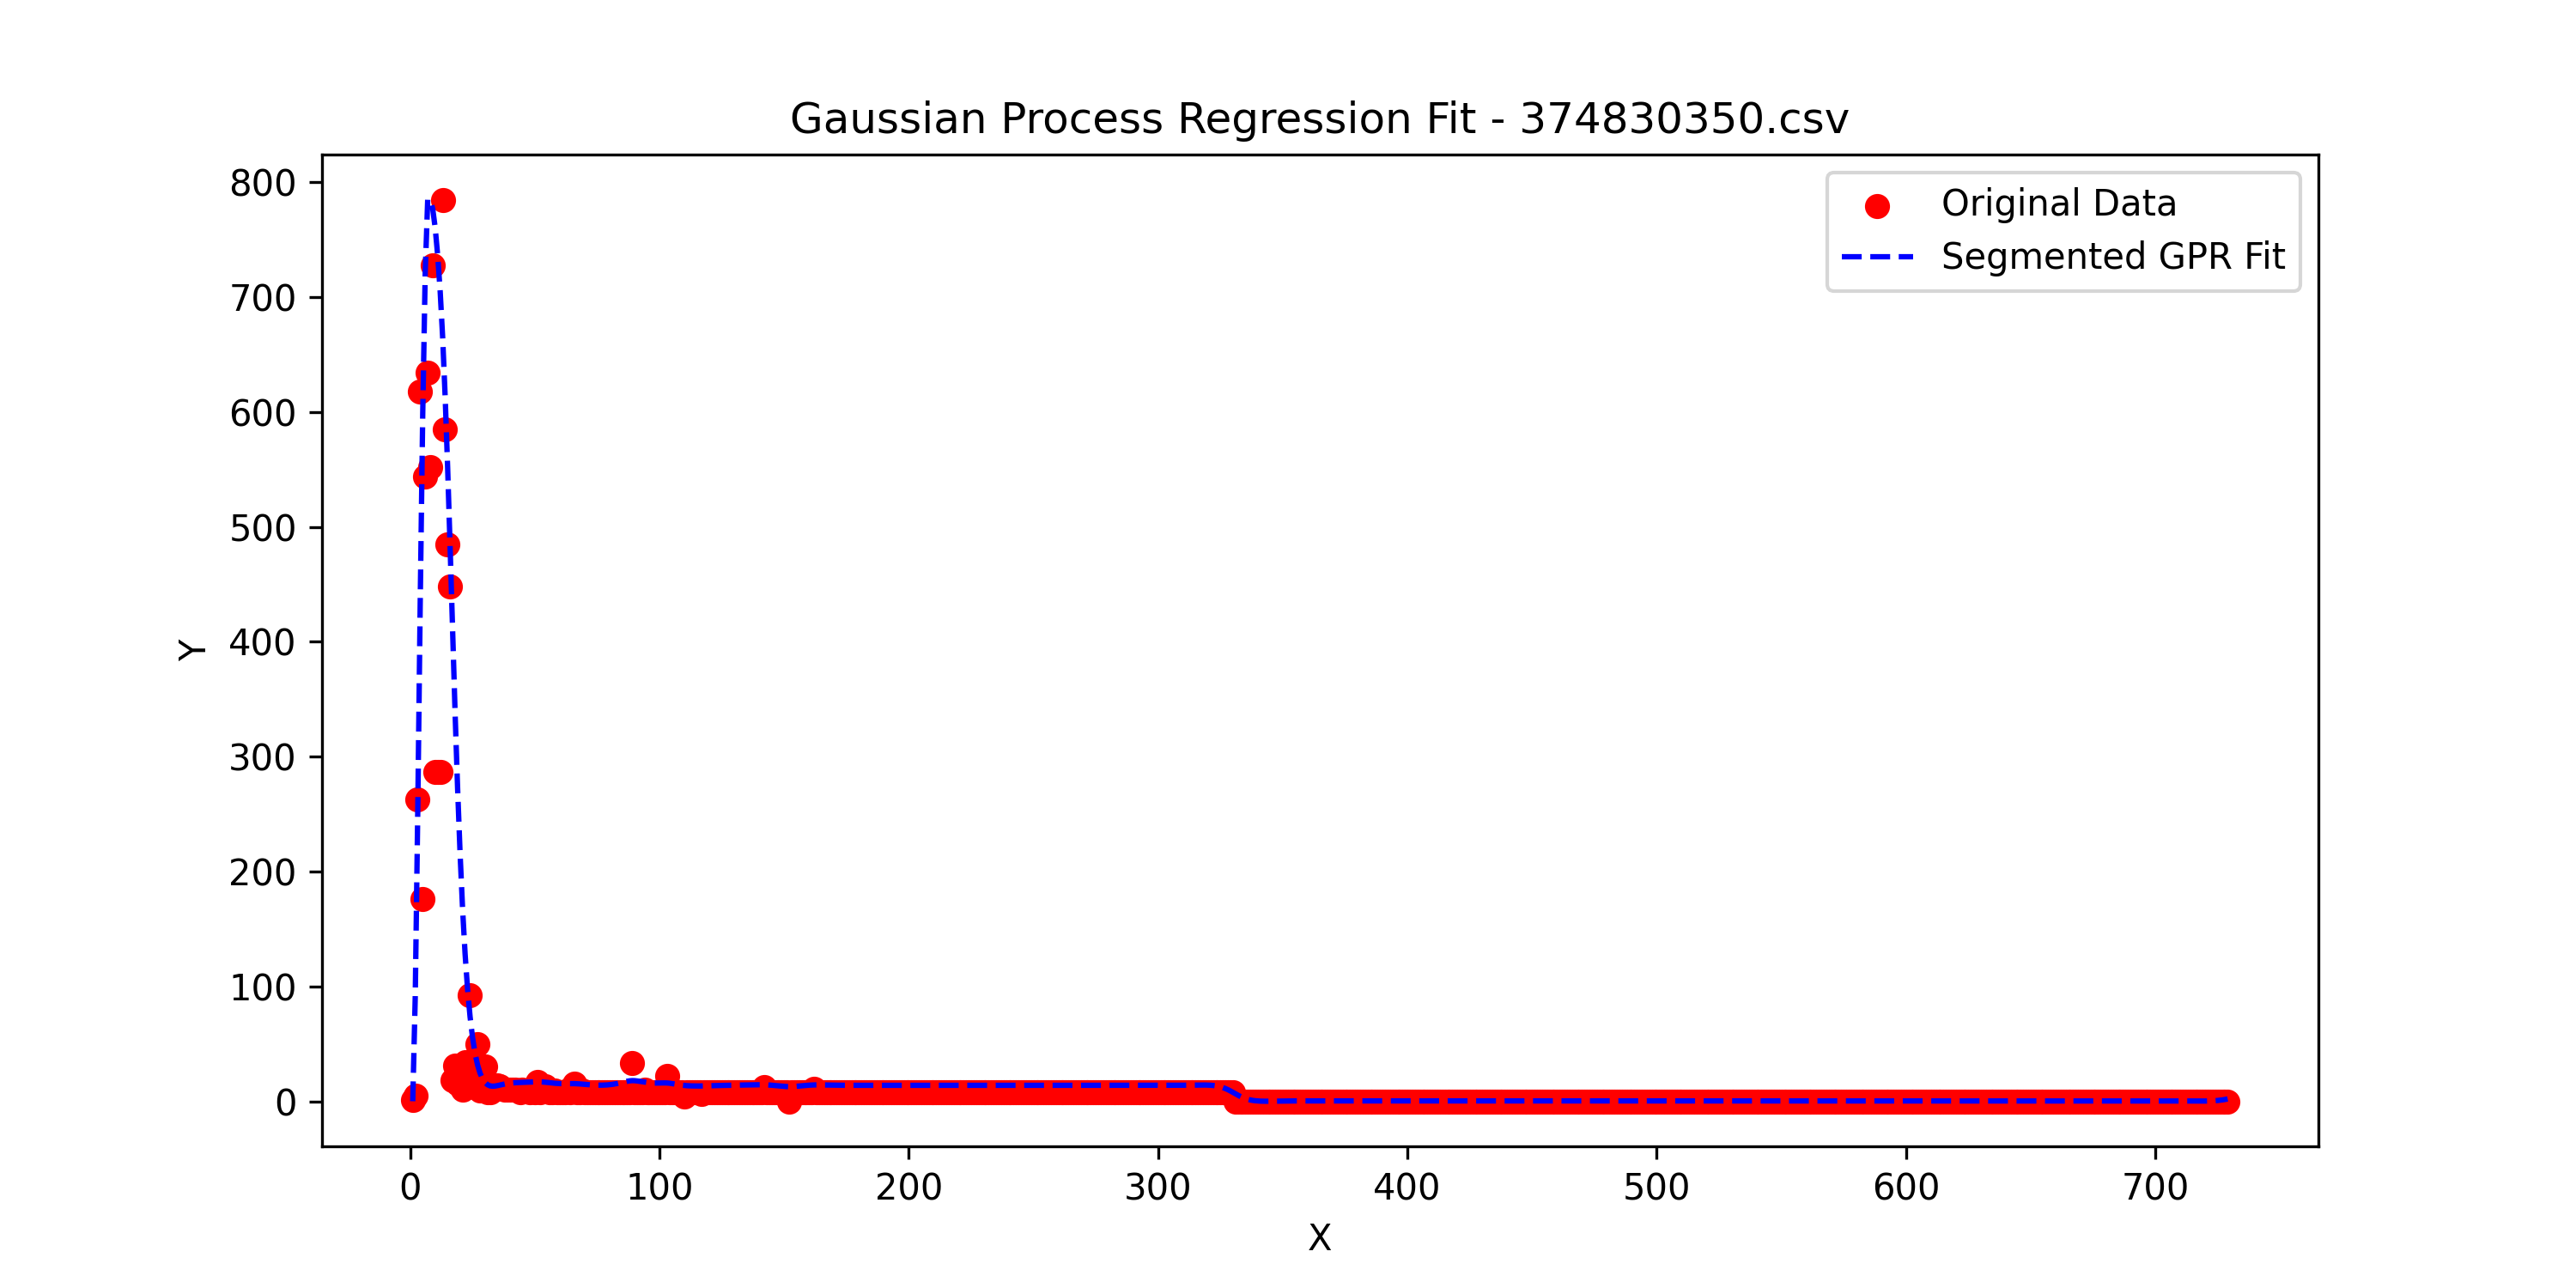 Gaussian Process Regression Fit - 374830350.csv
Original Data
Segmented GPR Fit
800
700
600
500
400
300
200
100
0
Y
0 100 200 300 400 500 600 700
X